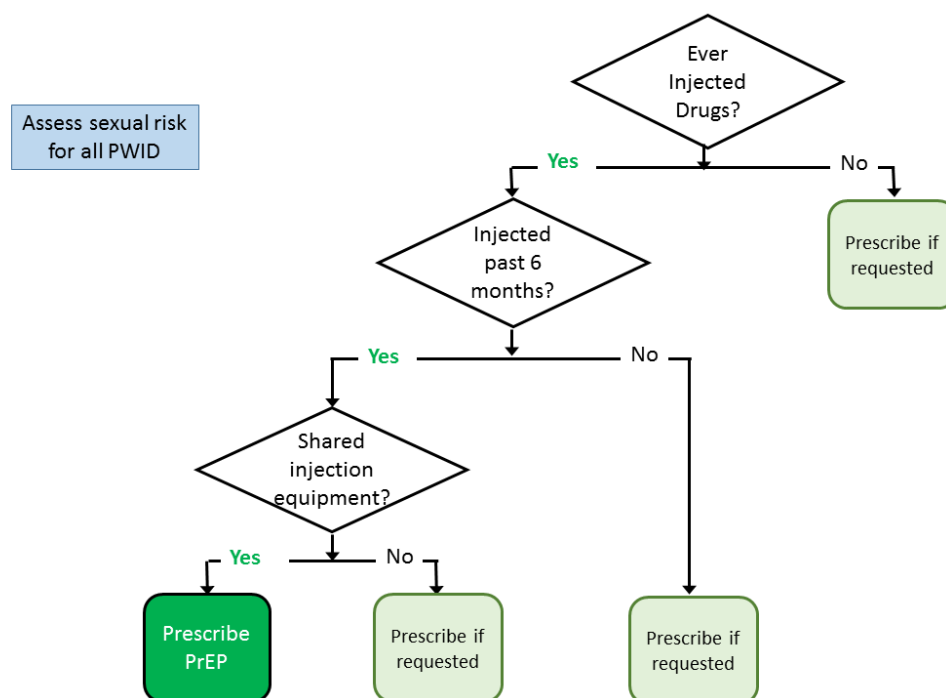 Ever
Injected
Drugs?
Assess sexual risk
for all PWID
Yes
No
Injected
past 6
months?
Prescribe if
requested
Yes
No
Shared
injection
equipment?
Yes
No
Prescribe
PrEP
Prescribe if
requested
Prescribe if
requested